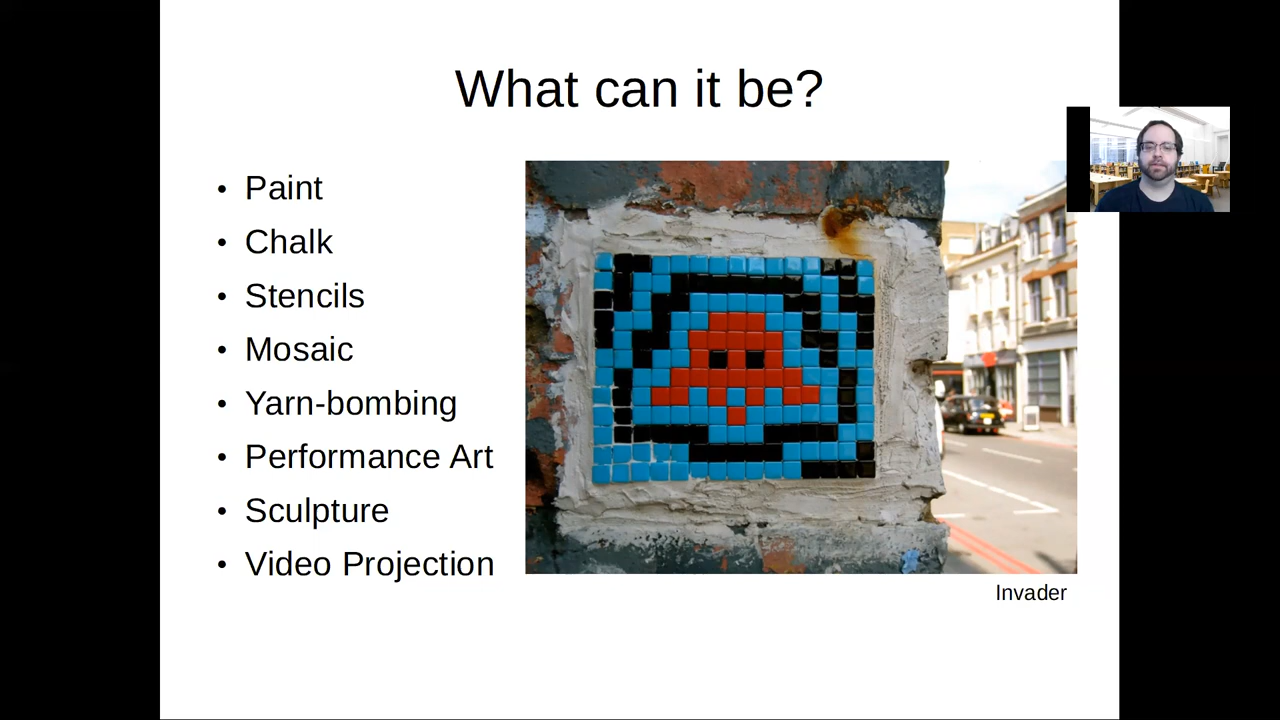 What can it be?
Paint
Chalk
Stencils
Mosaic
Yarn-bombing
Performance Art
Sculpture
Video Projection
Invader